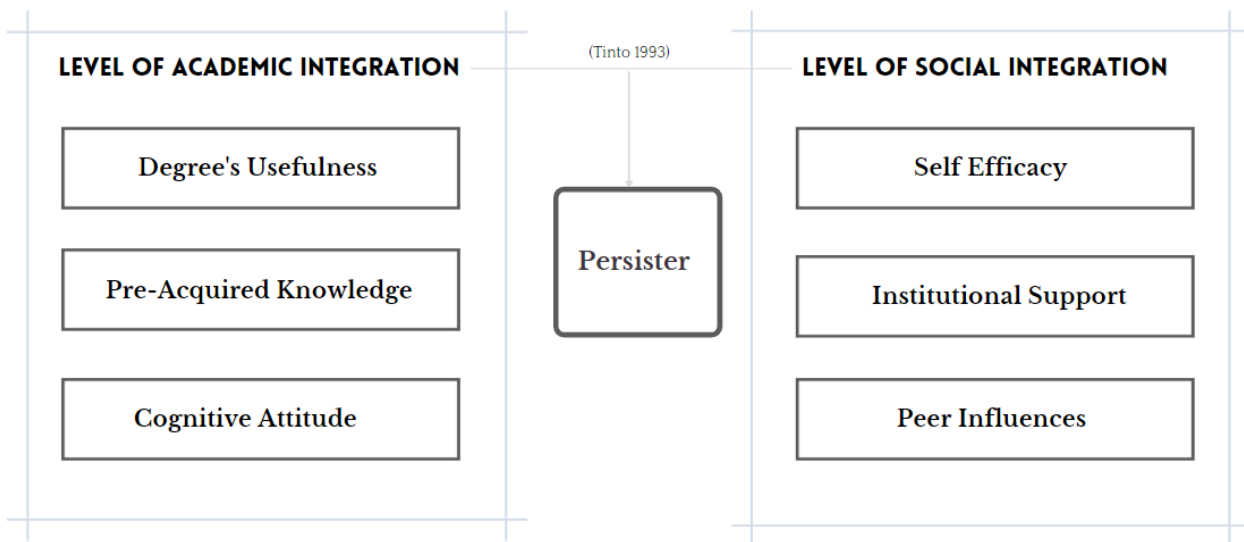 (Tinto 1993)
LEVEL OF ACADEMIC INTEGRATION
Degree's Usefulness
Pre-Acquired Knowledge
Cognitive Attitude
Persister
LEVEL OF SOCIAL INTEGRATION
Self Efficacy
Institutional Support
Peer Influences